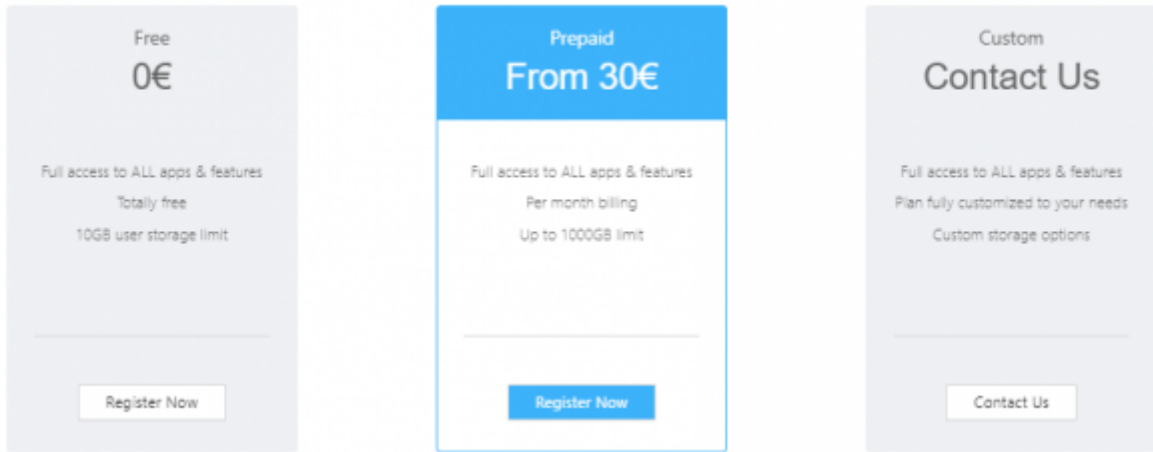 Free
0€
Full access to ALL apps & features
Totally free
10GB user storage limit
Register Now
Prepaid
From 30€
Full access to ALL apps & features
Per month billing
Up to 1000GB limit
Register Now
Custom
Contact Us
Full access to ALL apps & features
Plan fully customized to your needs
Custom storage options
Contact Us